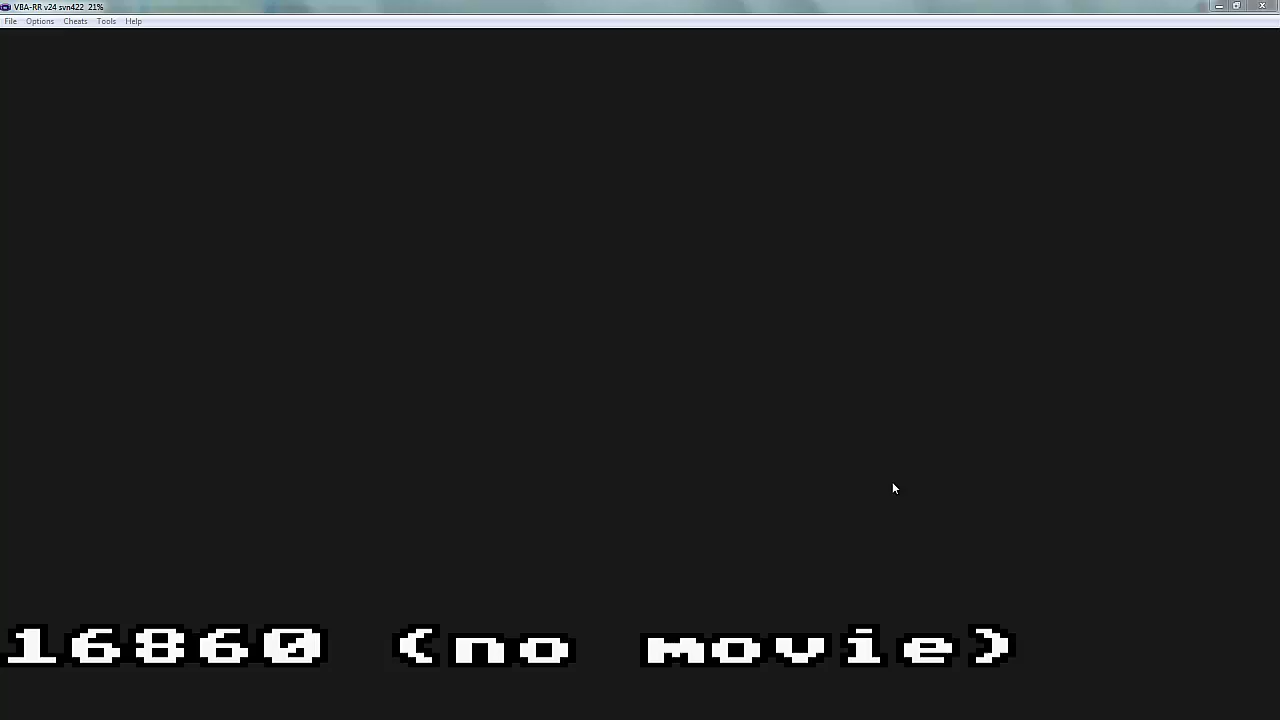 VBA-RR v24 svn422 21%
File Options Cheats Tools Help
16860 (no movie)